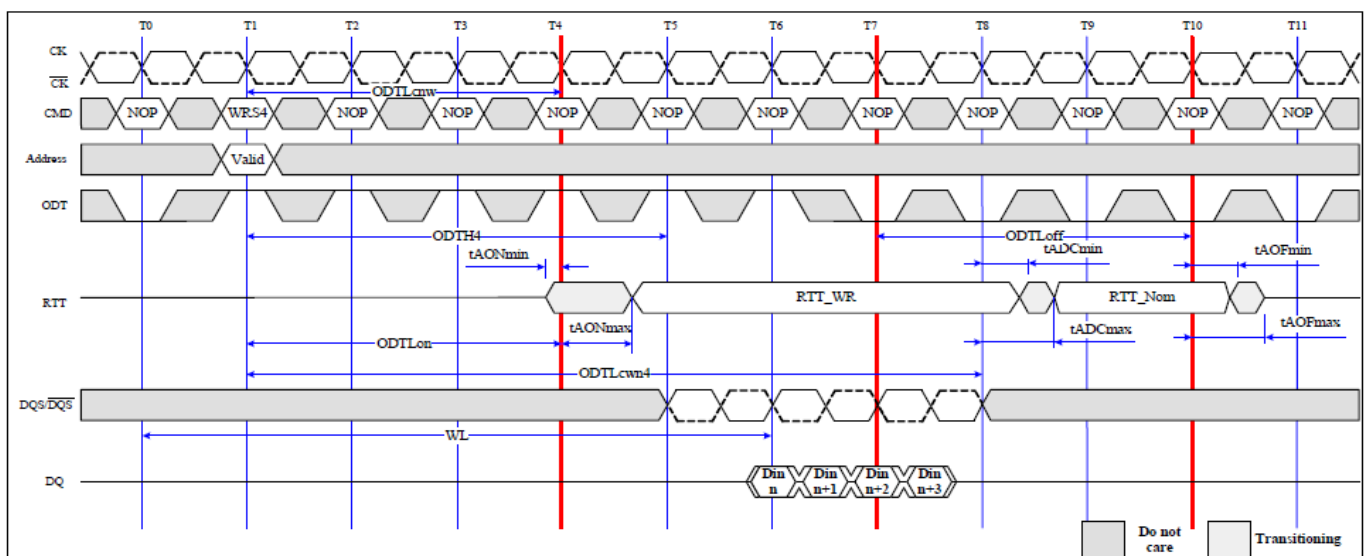 T0 T1 T2 T3 T4 T5 T6 T7 T8 T9 T10 T11
CK
CK
ODTLcnw
CMD NOP WRS4 NOP NOP NOP NOP NOP NOP NOP NOP NOP NOP
Address Valid
ODT
ODTH4 ODTLoff
tADCmin
tAONmin tAOFmin
RTT RTT_WR RTT_Nom
tAONmax tADCmax tAOFmax
ODTLon
ODTLcwn4
DQS/DQS
WL
DQ Din n Din n+1 Din n+2 Din n+3
Do not care Transitioning